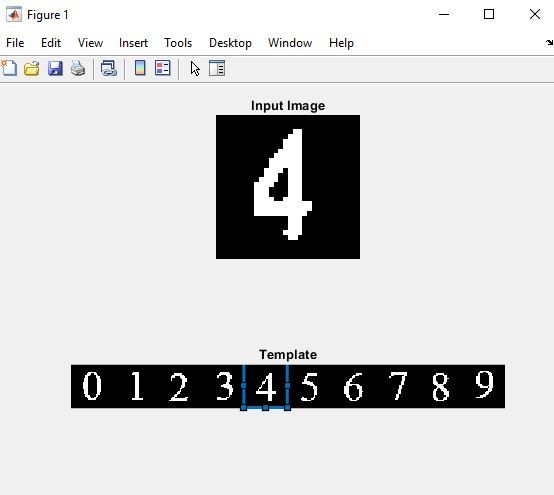 Figure 1
File Edit View Insert Tools Desktop Window Help
Input Image
4
Template
0 1 2 3 4 5 6 7 8 9